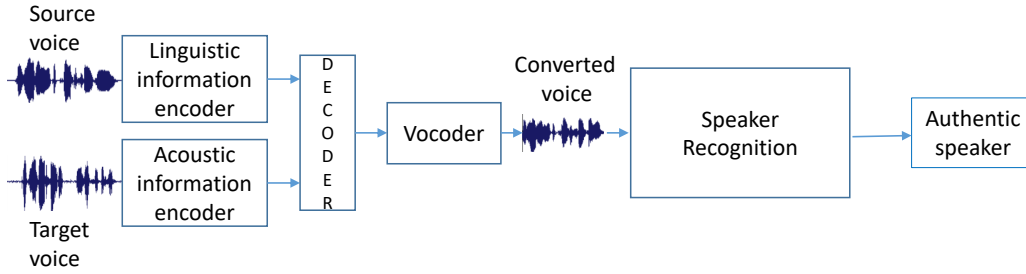 Source
voice
Linguistic
information
encoder
Target
voice
Acoustic
information
encoder
D
E
C
O
D
E
R
Vocoder
Converted
voice
Speaker
Recognition
Authentic
speaker